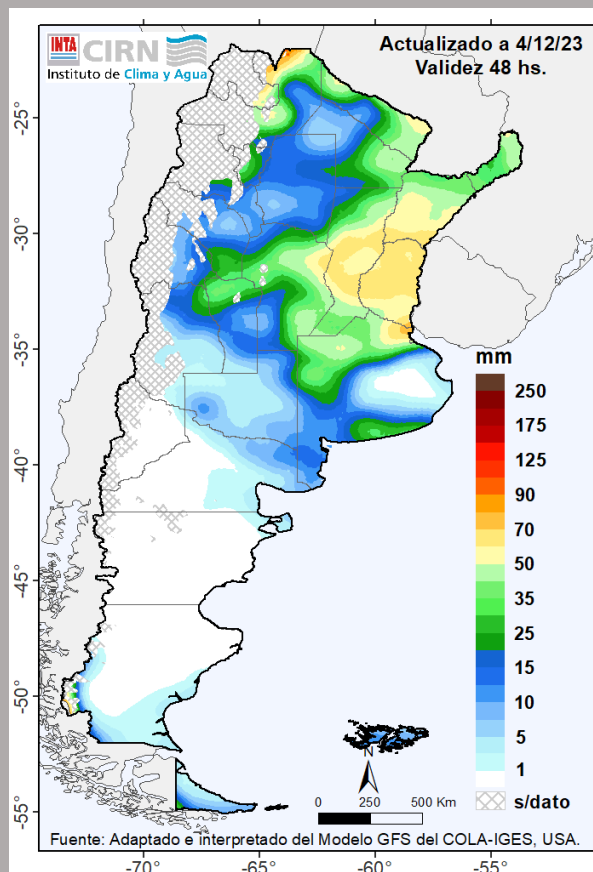 INTA CIRN
Instituto de Clima y Agua
Actualizado a 4/12/23
Validez 48 hs.
-25°
-30°
-35°
-40°
-45°
-50°
-55°
mm
250
175
125
90
70
50
35
25
15
10
5
1
s/dato
N
0 250 500 Km
Fuente: Adaptado e interpretado del Modelo GFS del COLA-IGES, USA.
-70° -65° -60° -55°